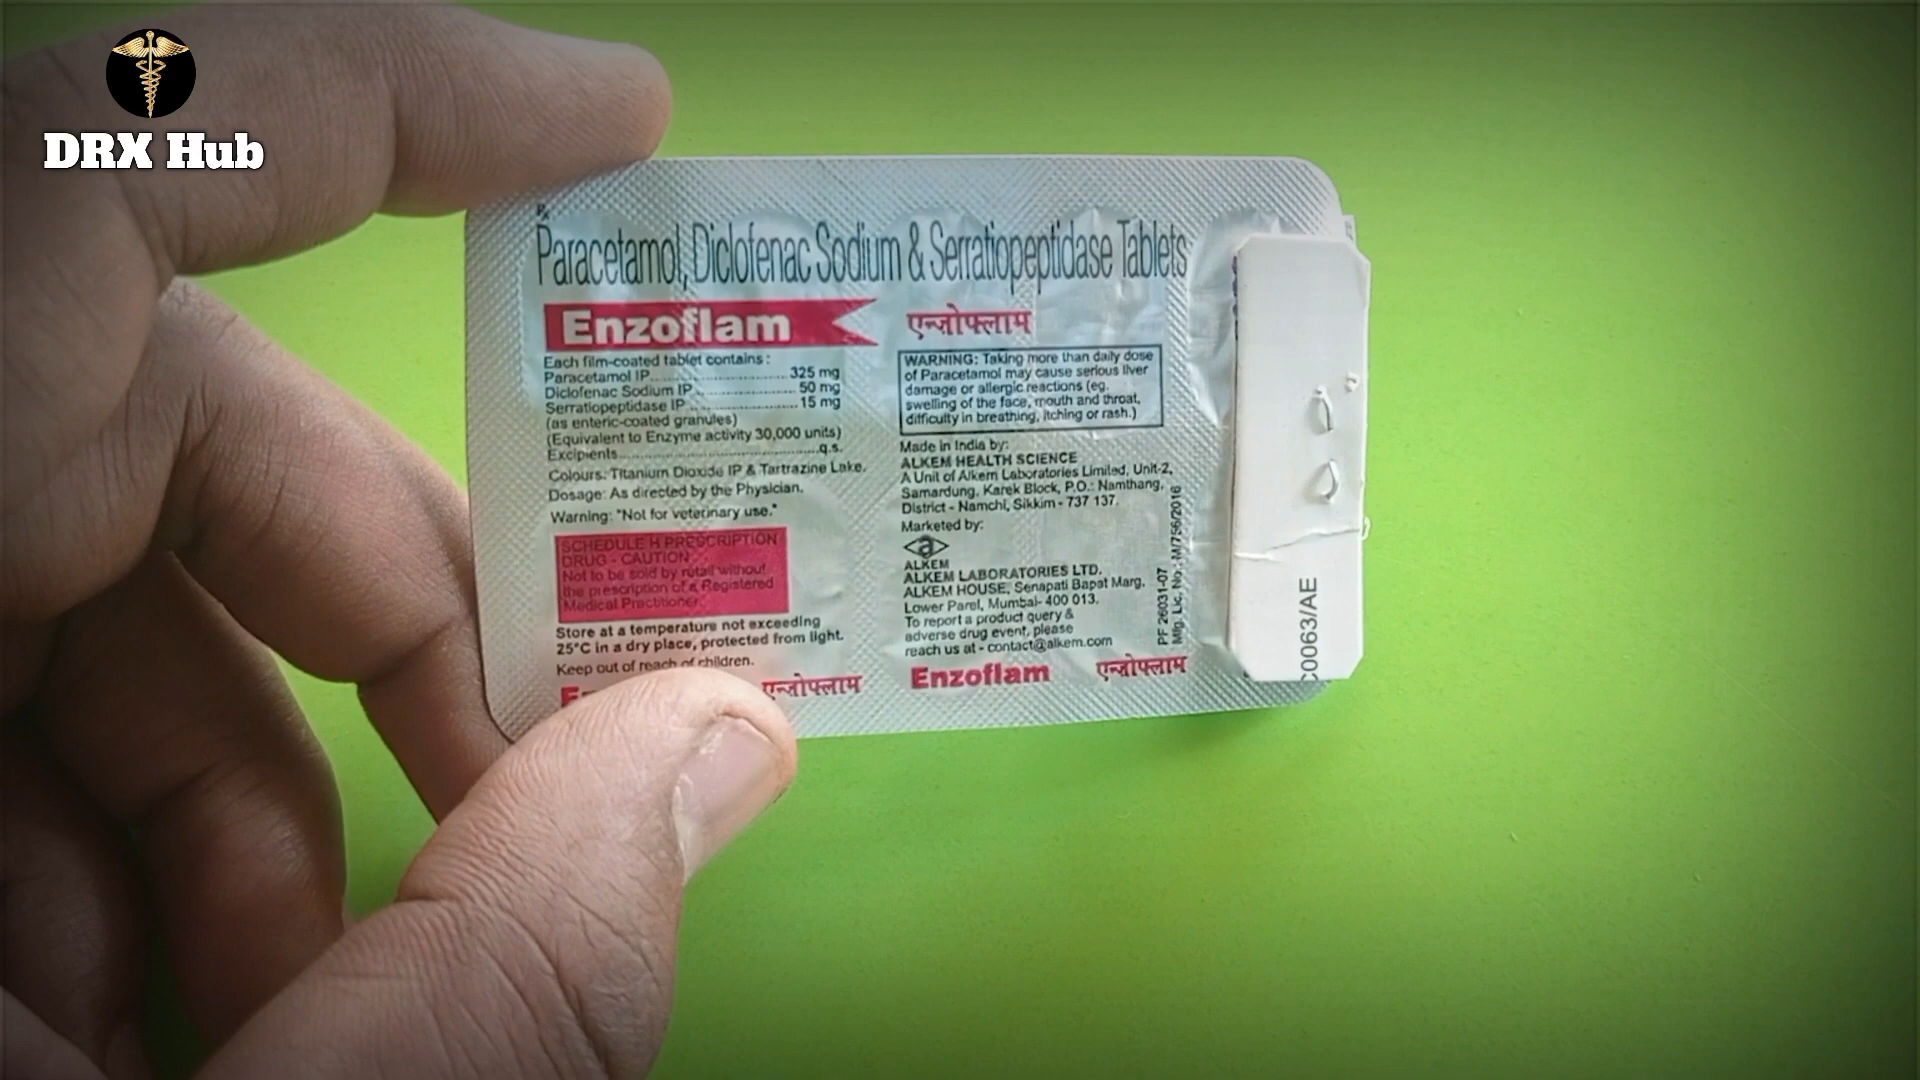 DRX Hub
Rx
Paracetamol, Diclofenac Sodium & Serratiopeptidase Tablets
Enzoflam
एन्ज़ोफ्लाम
Each film-coated tablet contains :
Paracetamol IP.......................... 325 mg
Diclofenac Sodium IP.................. 50 mg
Serratiopeptidase IP.................... 15 mg
(as enteric-coated granules)
(Equivalent to Enzyme activity 30,000 units)
Excipients.....................................q.s.
Colours: Titanium Dioxide IP & Tartrazine Lake.
Dosage: As directed by the Physician.
Warning: "Not for veterinary use."
SCHEDULE H PRESCRIPTION
DRUG - CAUTION
Not to be sold by retail without
the prescription of a Registered
Medical Practitioner.
Store at a temperature not exceeding
25°C in a dry place, protected from light.
Keep out of reach of children.
एन्ज़ोफ्लाम
WARNING: Taking more than daily dose
of Paracetamol may cause serious liver
damage or allergic reactions (eg.
swelling of the face, mouth and throat,
difficulty in breathing, itching or rash.)
Made in India by:
ALKEM HEALTH SCIENCE
A Unit of Alkem Laboratories Limited, Unit-2,
Samardung, Karek Block, P.O.: Namthang,
District - Namchi, Sikkim - 737 137.
Marketed by:
ALKEM
ALKEM LABORATORIES LTD.
ALKEM HOUSE, Senapati Bapat Marg,
Lower Parel, Mumbai- 400 013.
To report a product query &
adverse drug event, please
reach us at - contact@alkem.com
Enzoflam
एन्ज़ोफ्लाम
PF 26031-07
Mfg. Lic. No.: M/756/2016
C0063/AE